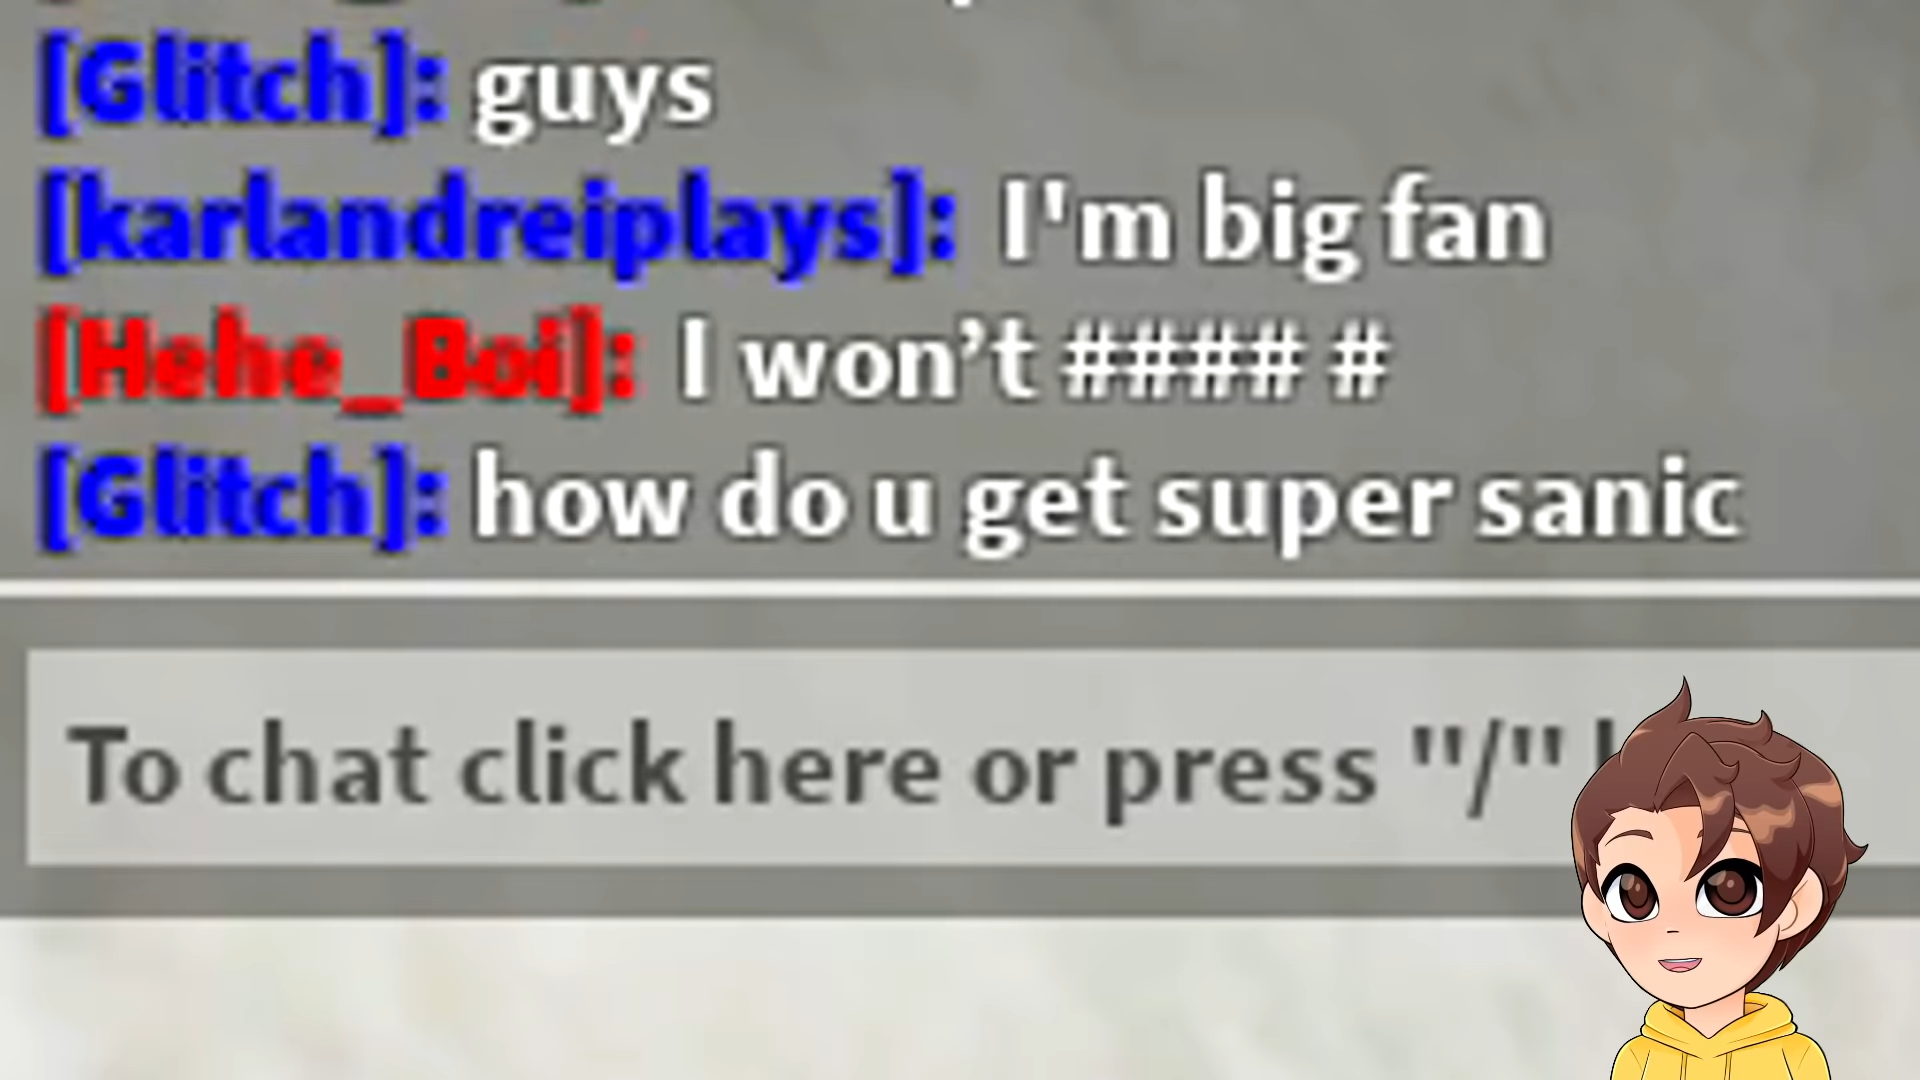 [Glitch]: guys
[karlandreiplays]: I'm big fan
[Hehe_Boi]: I won’t #### #
[Glitch]: how do u get super sanic
To chat click here or press "/"